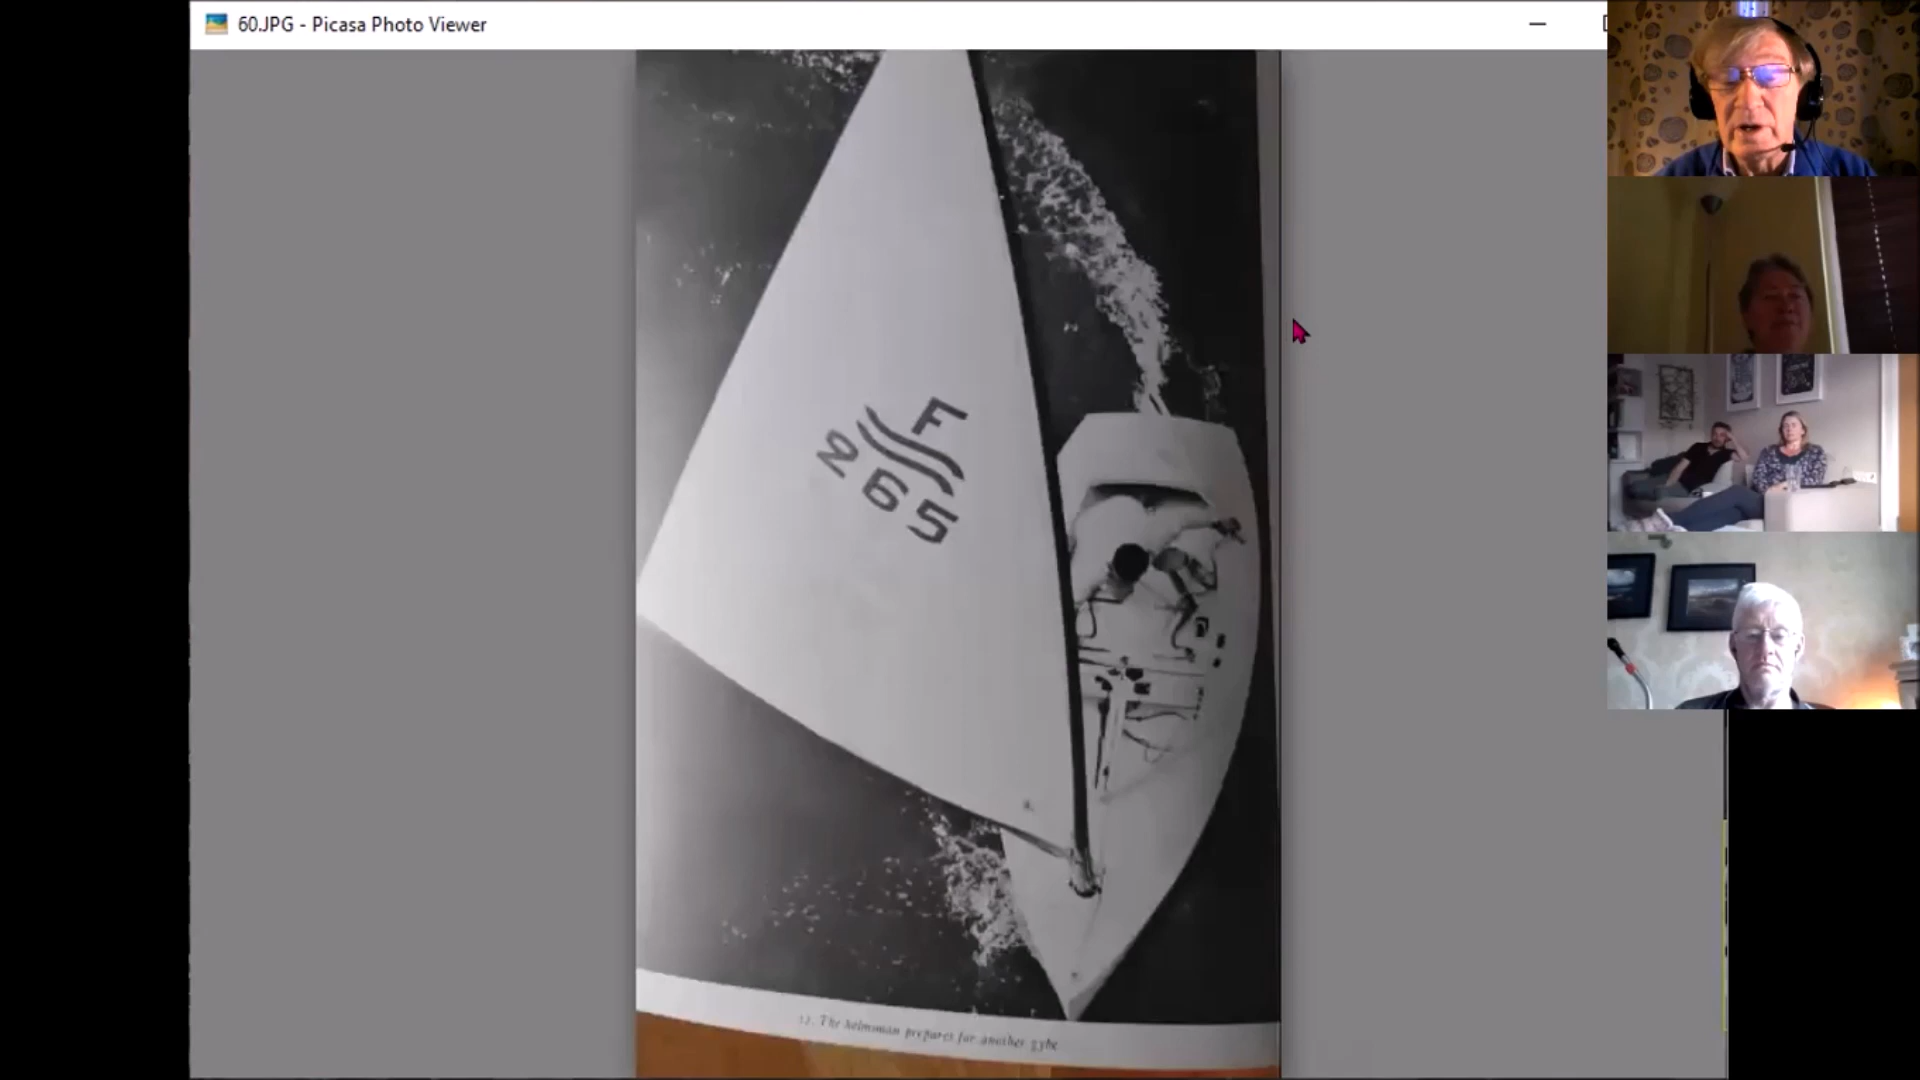 60.JPG - Picasa Photo Viewer
F
265
The helmsman prepares for another gybe